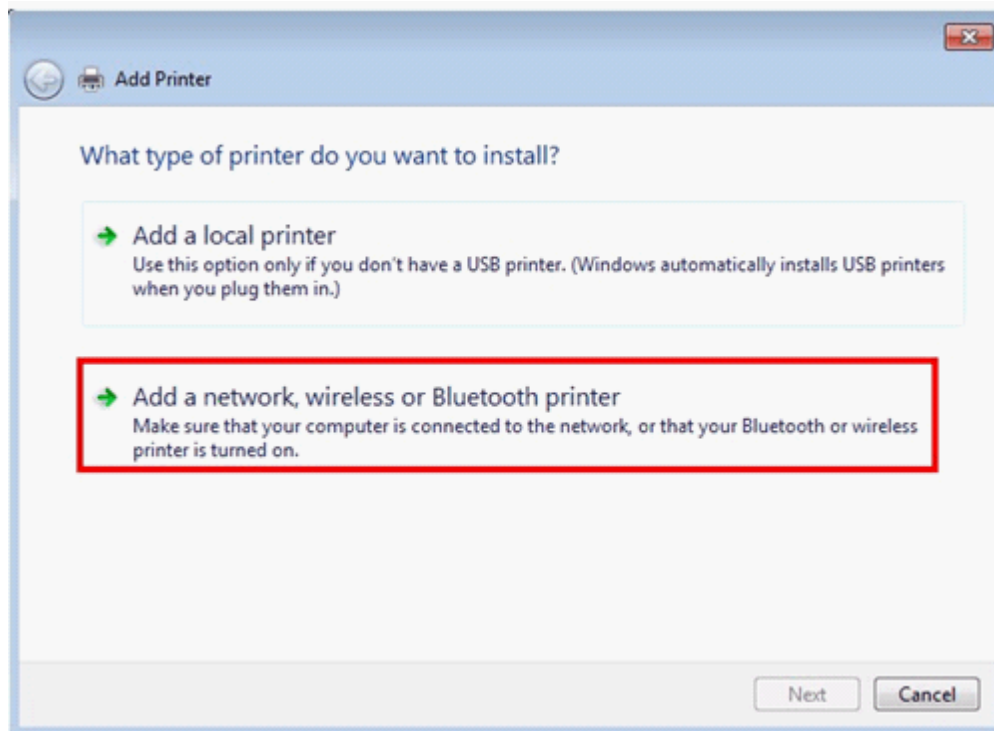 Add Printer
What type of printer do you want to install?
Add a local printer
Use this option only if you don't have a USB printer. (Windows automatically installs USB printers
when you plug them in.)
Add a network, wireless or Bluetooth printer
Make sure that your computer is connected to the network, or that your Bluetooth or wireless
printer is turned on.
Next Cancel